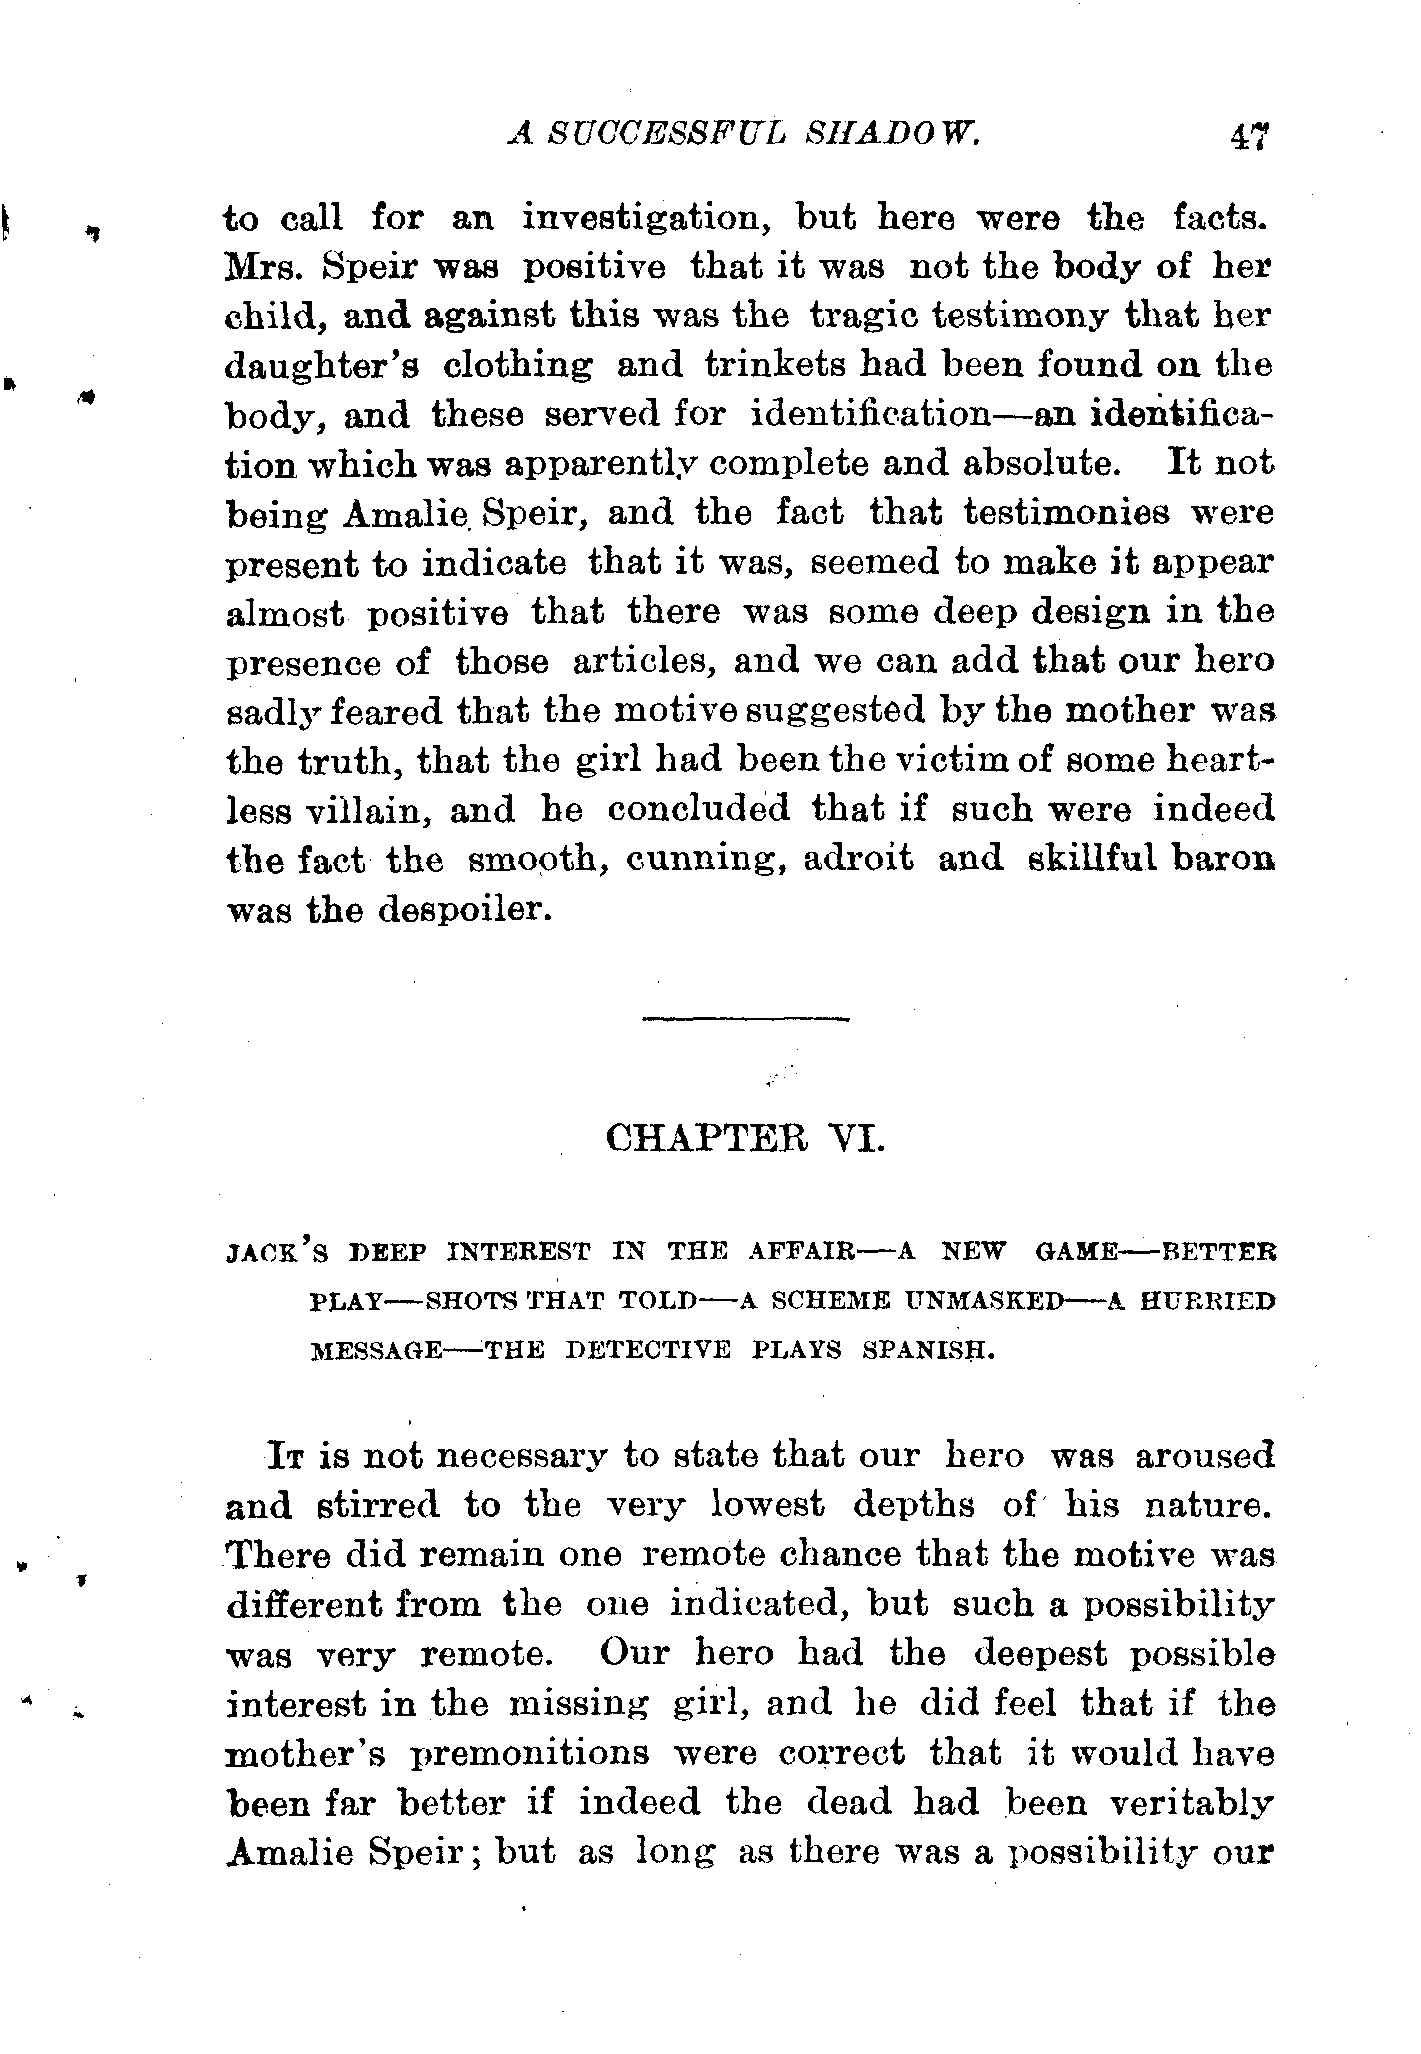 A SUCCESSFUL SHADOW. 47
to call for an investigation, but here were the facts.
Mrs. Speir was positive that it was not the body of her
child, and against this was the tragic testimony that her
daughter's clothing and trinkets had been found on the
body, and these served for identification—an identifica-
tion which was apparently complete and absolute. It not
being Amalie Speir, and the fact that testimonies were
present to indicate that it was, seemed to make it appear
almost positive that there was some deep design in the
presence of those articles, and we can add that our hero
sadly feared that the motive suggested by the mother was
the truth, that the girl had been the victim of some heart-
less villain, and he concluded that if such were indeed
the fact the smooth, cunning, adroit and skillful baron
was the despoiler.
CHAPTER VI.
JACK'S DEEP INTEREST IN THE AFFAIR—A NEW GAME—BETTER
PLAY—SHOTS THAT TOLD—A SCHEME UNMASKED—A HURRIED
MESSAGE—THE DETECTIVE PLAYS SPANISH.
IT is not necessary to state that our hero was aroused
and stirred to the very lowest depths of his nature.
There did remain one remote chance that the motive was
different from the one indicated, but such a possibility
was very remote. Our hero had the deepest possible
interest in the missing girl, and he did feel that if the
mother's premonitions were correct that it would have
been far better if indeed the dead had been veritably
Amalie Speir; but as long as there was a possibility our